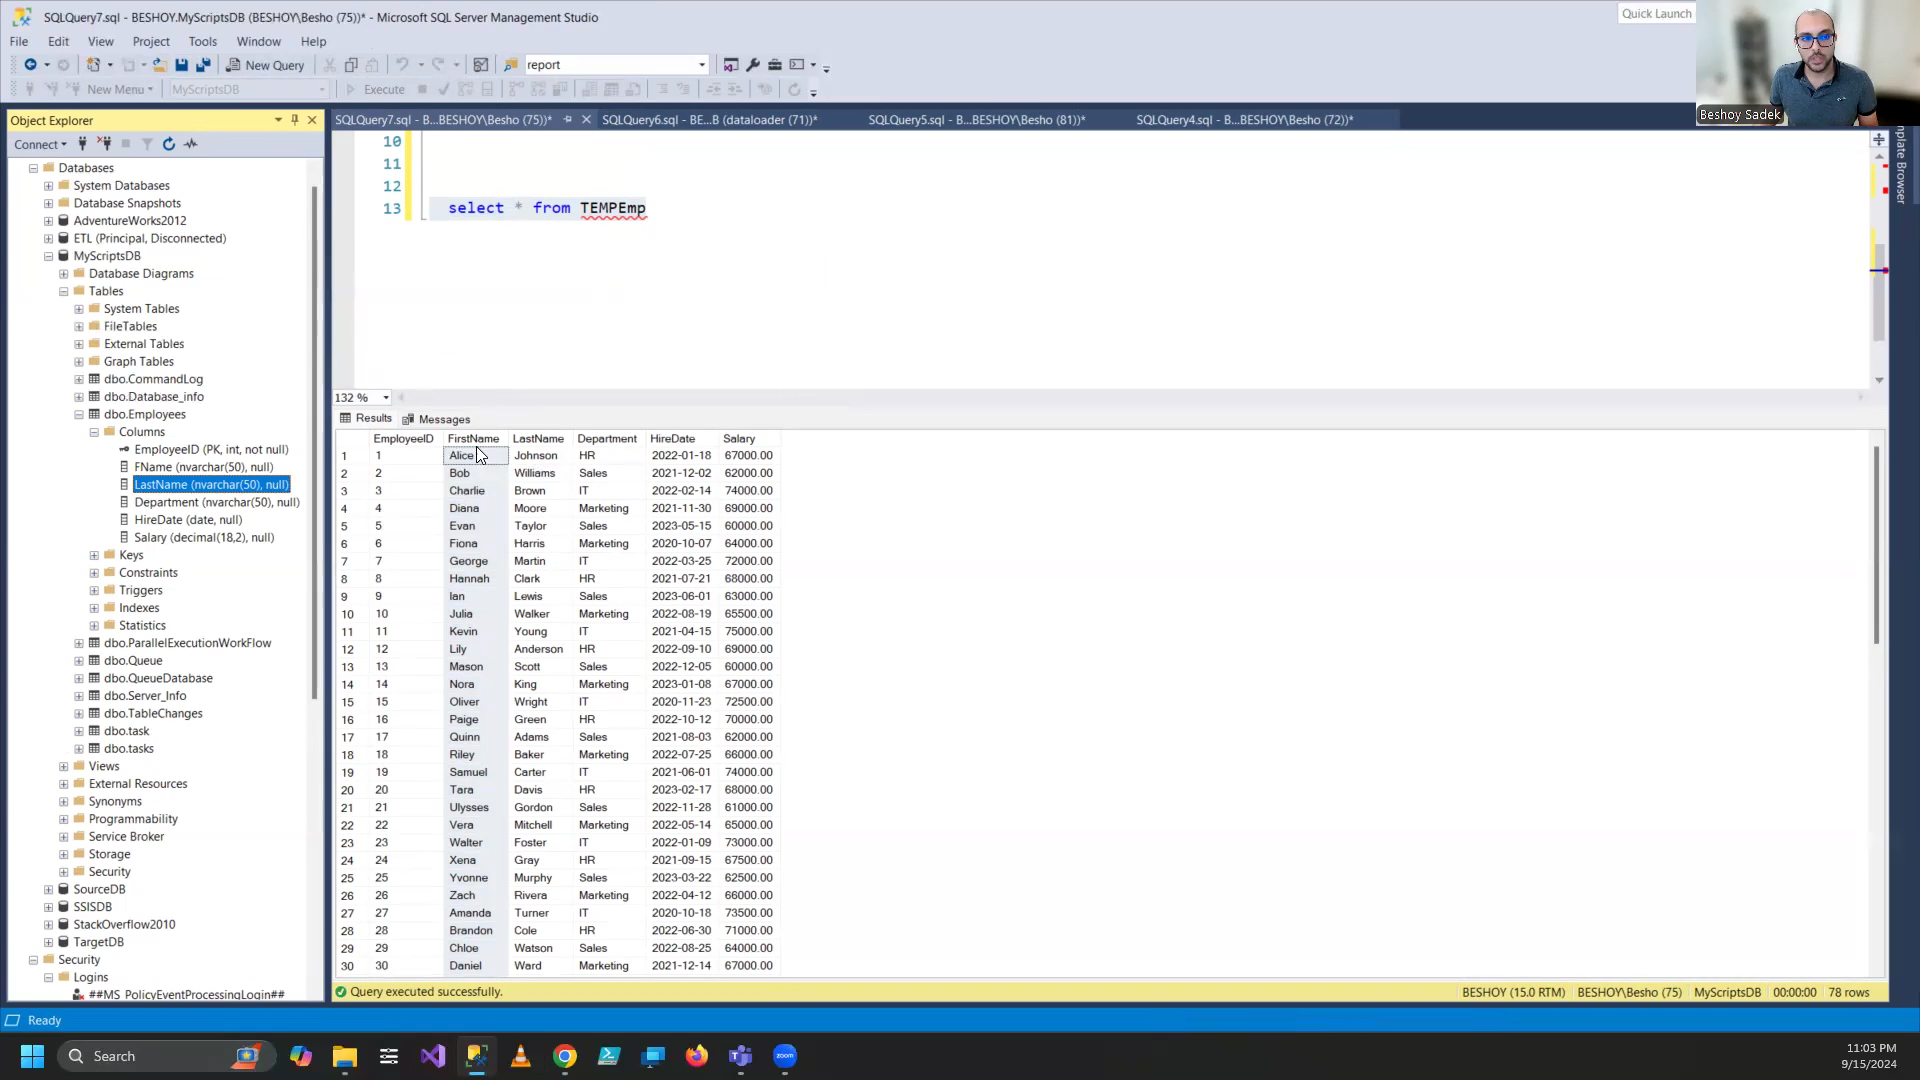 SQLQuery7.sql - BESHOY.MyScriptsDB (BESHOY\Besho (75))* - Microsoft SQL Server Management Studio
Quick Launch
File Edit View Project Tools Window Help
New Query report
New Menu MyScriptsDB Execute
Beshoy Sadek
Object Explorer
SQLQuery7.sql - B...BESHOY\Besho (75))* SQLQuery6.sql - BE...B (dataloader (71))* SQLQuery5.sql - B...BESHOY\Besho (81))* SQLQuery4.sql - B...BESHOY\Besho (72))*
Template Browser
Connect
Databases
System Databases
Database Snapshots
AdventureWorks2012
ETL (Principal, Disconnected)
MyScriptsDB
Database Diagrams
Tables
System Tables
FileTables
External Tables
Graph Tables
dbo.CommandLog
dbo.Database_info
dbo.Employees
Columns
EmployeeID (PK, int, not null)
FName (nvarchar(50), null)
LastName (nvarchar(50), null)
Department (nvarchar(50), null)
HireDate (date, null)
Salary (decimal(18,2), null)
Keys
Constraints
Triggers
Indexes
Statistics
dbo.ParallelExecutionWorkFlow
dbo.Queue
dbo.QueueDatabase
dbo.Server_Info
dbo.TableChanges
dbo.task
dbo.tasks
Views
External Resources
Synonyms
Programmability
Service Broker
Storage
Security
SourceDB
SSISDB
StackOverflow2010
TargetDB
Security
Logins
##MS_PolicyEventProcessingLogin##
10
11
12
13 select * from TEMPEmp
132 %
Results Messages
EmployeeID FirstName LastName Department HireDate Salary
1 1 Alice Johnson HR 2022-01-18 67000.00
2 2 Bob Williams Sales 2021-12-02 62000.00
3 3 Charlie Brown IT 2022-02-14 74000.00
4 4 Diana Moore Marketing 2021-11-30 69000.00
5 5 Evan Taylor Sales 2023-05-15 60000.00
6 6 Fiona Harris Marketing 2020-10-07 64000.00
7 7 George Martin IT 2022-03-25 72000.00
8 8 Hannah Clark HR 2021-07-21 68000.00
9 9 Ian Lewis Sales 2023-06-01 63000.00
10 10 Julia Walker Marketing 2022-08-19 65500.00
11 11 Kevin Young IT 2021-04-15 75000.00
12 12 Lily Anderson HR 2022-09-10 69000.00
13 13 Mason Scott Sales 2022-12-05 60000.00
14 14 Nora King Marketing 2023-01-08 67000.00
15 15 Oliver Wright IT 2020-11-23 72500.00
16 16 Paige Green HR 2022-10-12 70000.00
17 17 Quinn Adams Sales 2021-08-03 62000.00
18 18 Riley Baker Marketing 2022-07-25 66000.00
19 19 Samuel Carter IT 2021-06-01 74000.00
20 20 Tara Davis HR 2023-02-17 68000.00
21 21 Ulysses Gordon Sales 2022-11-28 61000.00
22 22 Vera Mitchell Marketing 2022-05-14 65000.00
23 23 Walter Foster IT 2022-01-09 73000.00
24 24 Xena Gray HR 2021-09-15 67500.00
25 25 Yvonne Murphy Sales 2023-03-22 62500.00
26 26 Zach Rivera Marketing 2022-04-12 66000.00
27 27 Amanda Turner IT 2020-10-18 73500.00
28 28 Brandon Cole HR 2022-06-30 71000.00
29 29 Chloe Watson Sales 2022-08-25 64000.00
30 30 Daniel Ward Marketing 2021-12-14 67000.00
Query executed successfully. BESHOY (15.0 RTM) BESHOY\Besho (75) MyScriptsDB 00:00:00 78 rows
Ready
Search
zoom
11:03 PM
9/15/2024